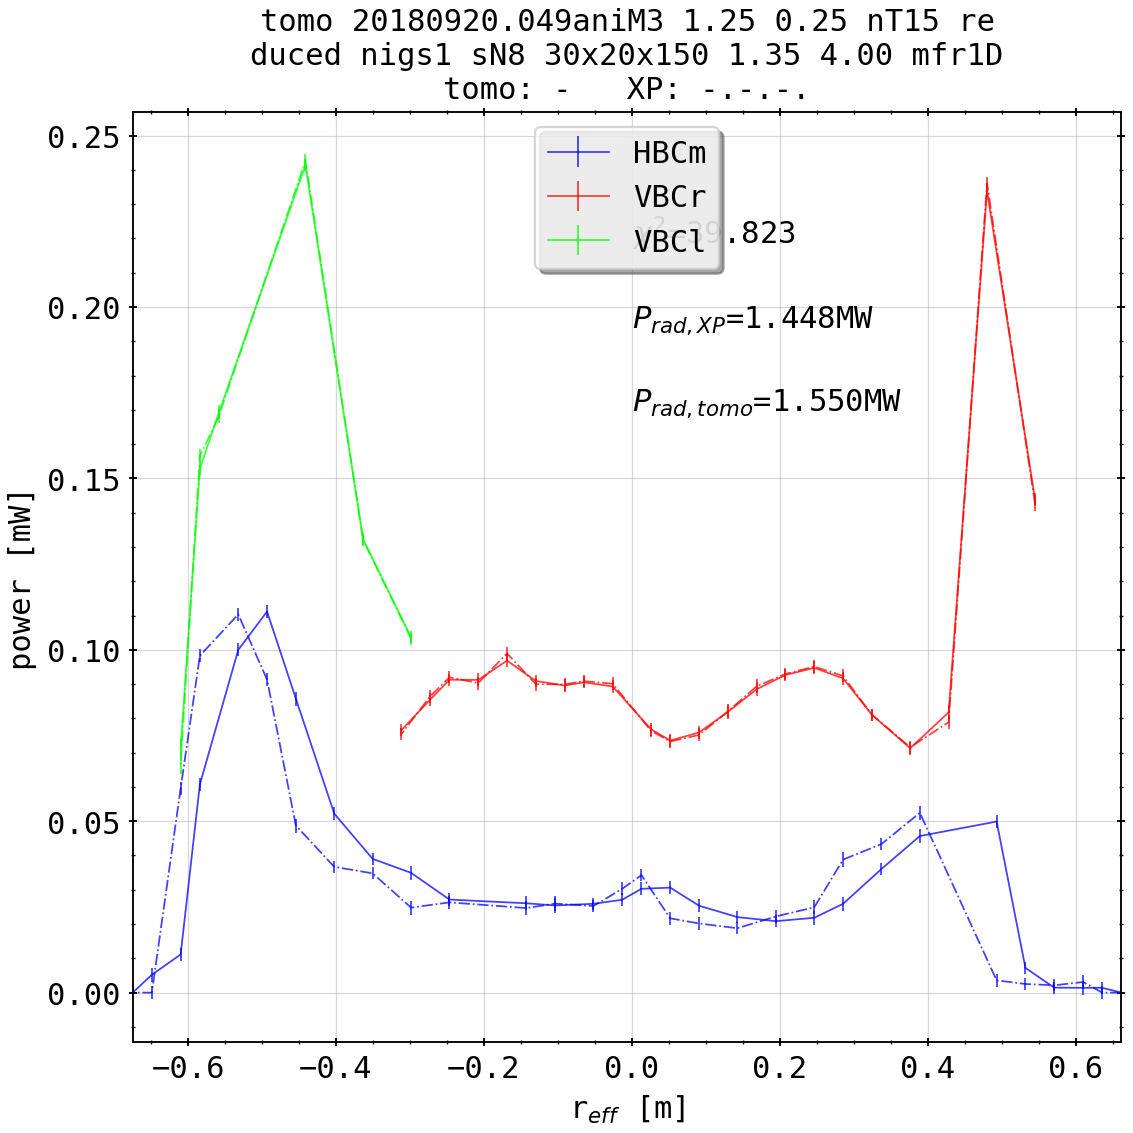 tomo 20180920.049aniM3 1.25 0.25 nT15 re
duced nigs1 sN8 30x20x150 1.35 4.00 mfr1D
tomo: -   XP: -.-.-.
0.25
0.20
0.15
0.10
0.05
0.00
power [mW]
HBCm
VBCr
VBCl
χ²=39.823
P_rad,XP=1.448MW
P_rad,tomo=1.550MW
−0.6 −0.4 −0.2 0.0 0.2 0.4 0.6
r_eff [m]